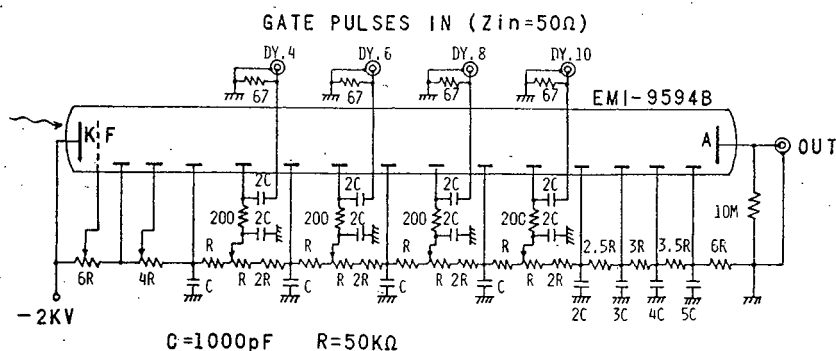 GATE PULSES IN (Zin=50Ω)
DY.4 DY.6 DY.8 DY.10
67 67 67 67
EMI-9594B
K F A OUT
2C 2C 2C 2C
200 2C 200 2C 200 2C 200 2C
10M
R R R R 2.5R 3R 3.5R 6R
6R 4R C R 2R C R 2R C R 2R C R 2R
2C 3C 4C 5C
-2KV
C=1000pF R=50KΩ